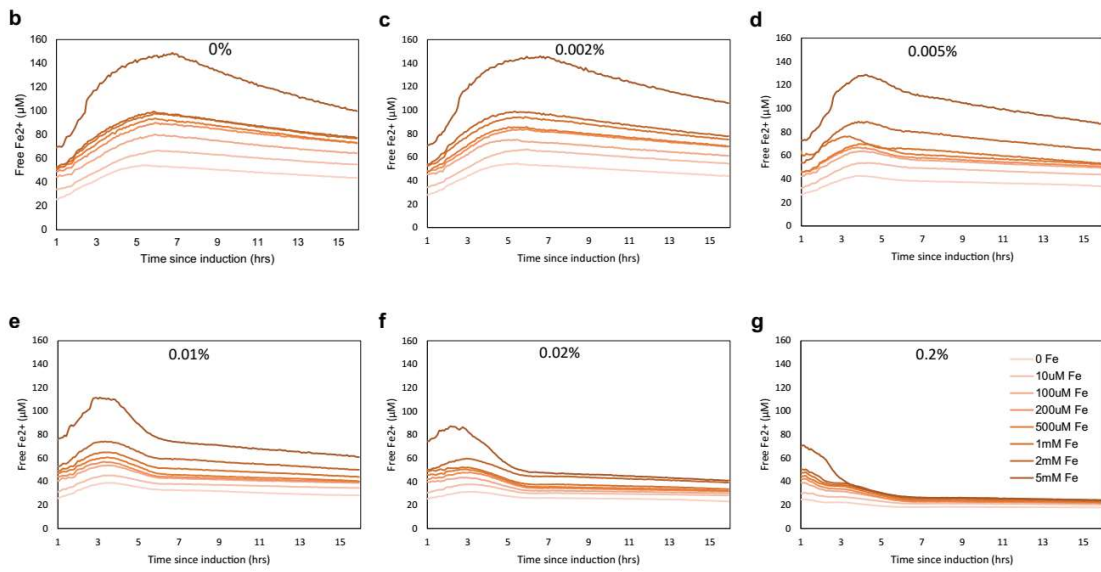 b
0%
Free Fe2+ (µM)
160
140
120
100
80
60
40
20
0
1 3 5 7 9 11 13 15
Time since induction (hrs)
c
0.002%
Free Fe2+ (µM)
160
140
120
100
80
60
40
20
0
1 3 5 7 9 11 13 15
Time since induction (hrs)
d
0.005%
Free Fe2+ (µM)
160
140
120
100
80
60
40
20
0
1 3 5 7 9 11 13 15
Time since induction (hrs)
e
0.01%
Free Fe2+ (µM)
160
140
120
100
80
60
40
20
0
1 3 5 7 9 11 13 15
Time since induction (hrs)
f
0.02%
Free Fe2+ (µM)
160
140
120
100
80
60
40
20
0
1 3 5 7 9 11 13 15
Time since induction (hrs)
g
0.2%
Free Fe2+ (µM)
160
140
120
100
80
60
40
20
0
1 3 5 7 9 11 13 15
Time since induction (hrs)
0 Fe
10uM Fe
100uM Fe
200uM Fe
500uM Fe
1mM Fe
2mM Fe
5mM Fe